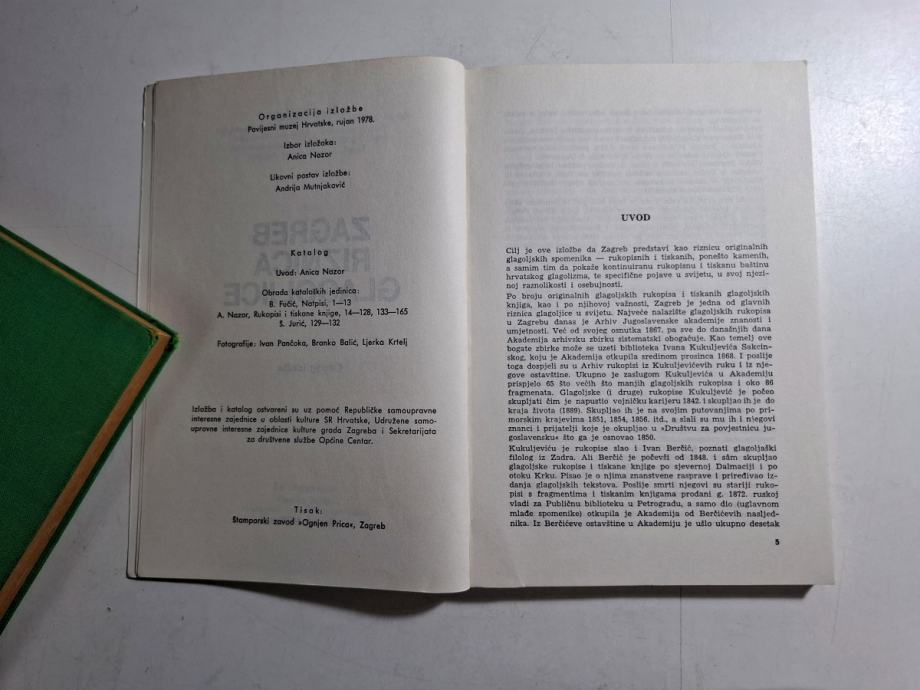 Organizacija izložbe
Povijesni muzej Hrvatske, rujan 1978.
Izbor izložaka:
Anica Nazor
Likovni postav izložbe:
Andrija Mutnjaković
Katalog
Uvod: Anica Nazor
Obrada kataloških jedinica:
B. Fučić, Natpisi, 1—13
A. Nazor, Rukopisi i tiskane knjige, 14—128, 133—165
Š. Jurić, 129—132
Fotografije: Ivan Pančoka, Branko Balić, Ljerka Krtelj
Izložba i katalog ostvareni su uz pomoć Republičke samoupravne
interesne zajednice u oblasti kulture SR Hrvatske, Udružene samo-
upravne interesne zajednice kulture grada Zagreba i Sekretarijata
za društvene službe Općine Centar.
Tisak:
Štamparski zavod »Ognjen Prica«, Zagreb
UVOD
Cilj je ove izložbe da Zagreb predstavi kao riznicu originalnih
glagoljskih spomenika — rukopisnih i tiskanih, ponešto kamenih,
a samim tim da pokaže kontinuiranu rukopisnu i tiskanu baštinu
hrvatskog glagolizma, te specifične pojave u svijetu, u svoj njezi-
noj raznolikosti i osebujnosti.
Po broju originalnih glagoljskih rukopisa i tiskanih glagoljskih
knjiga, kao i po njihovoj važnosti, Zagreb je jedna od glavnih
riznica glagoljice u svijetu. Najveće nalazište glagoljskih rukopisa
u Zagrebu danas je Arhiv Jugoslavenske akademije znanosti i
umjetnosti. Već od svojeg osnutka 1867, pa sve do današnjih dana
Akademija arhivsku zbirku sistematski obogaćuje. Kao temelj ove
bogate zbirke može se uzeti biblioteka Ivana Kukuljevića Sakcin-
skog, koju je Akademija otkupila sredinom prosinca 1868. I poslije
toga dospjeli su u Arhiv rukopisi iz Kukuljevićevih ruku i iz nje-
gove ostavštine. Ukupno je zaslugom Kukuljevića u Akademiju
prispjelo 65 što većih što manjih glagoljskih rukopisa i oko 86
fragmenata. Glagoljske (i druge) rukopise Kukuljević je počeo
skupljati čim je napustio vojničku karijeru 1842. i skupljao ih je do
kraja života (1889). Skupljao ih je na svojim putovanjima po pri-
morskim krajevima 1851, 1854, 1856. itd., a slali su mu ih i njegovi
znanci i prijatelji koje je okupljao u »Društvu za povjestnicu ju-
goslavensku« što ga je osnovao 1850.
Kukuljeviću je rukopise slao i Ivan Berčić, poznati glagoljaški
filolog iz Zadra. Ali Berčić je počevši od 1848. i sâm skupljao
glagoljske rukopise i tiskane knjige po sjevernoj Dalmaciji i po
otoku Krku. Pisao je o njima znanstvene rasprave i priređivao iz-
danja glagoljskih tekstova. Poslije smrti njegovi su stariji ruko-
pisi s fragmentima i tiskanim knjigama prodani g. 1872. ruskoj
vladi za Publičnu biblioteku u Petrogradu, a samo dio (uglavnom
mlađe spomenike) otkupila je Akademija od Berčićevih nasljed-
nika. Iz Berčićeve ostavštine u Akademiju je ušlo ukupno desetak
5